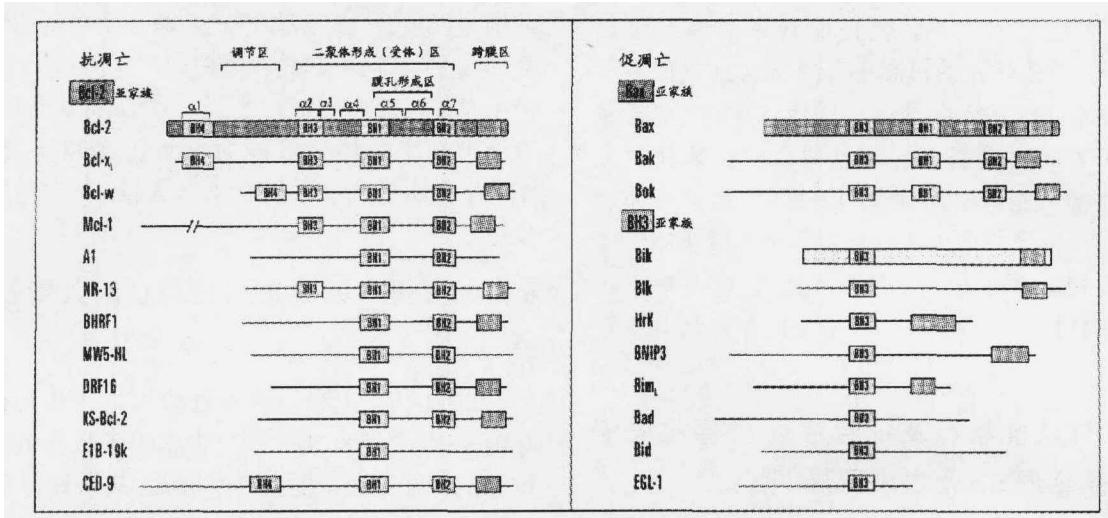 抗凋亡
调节区 二聚体形成（受体）区 跨膜区
膜孔形成区
Bcl-2 亚家族
α1 α2 α3 α4 α5 α6 α7
Bcl-2 BH4 BH3 BH1 BH2
Bcl-xL BH4 BH3 BH1 BH2
Bcl-w BH4 BH3 BH1 BH2
Mcl-1 BH3 BH1 BH2
A1 BH1 BH2
NR-13 BH3 BH1 BH2
BHRF1 BH1 BH2
MW5-HL BH1 BH2
ORF16 BH1 BH2
KS-Bcl-2 BH1 BH2
E1B-19k BH1
CED-9 BH4 BH1 BH2
促凋亡
Bax 亚家族
Bax BH3 BH1 BH2
Bak BH3 BH1 BH2
Bok BH3 BH1 BH2
BH3 亚家族
Bik BH3
Blk BH3
HrK BH3
BNIP3 BH3
BimL BH3
Bad BH3
Bid BH3
EGL-1 BH3